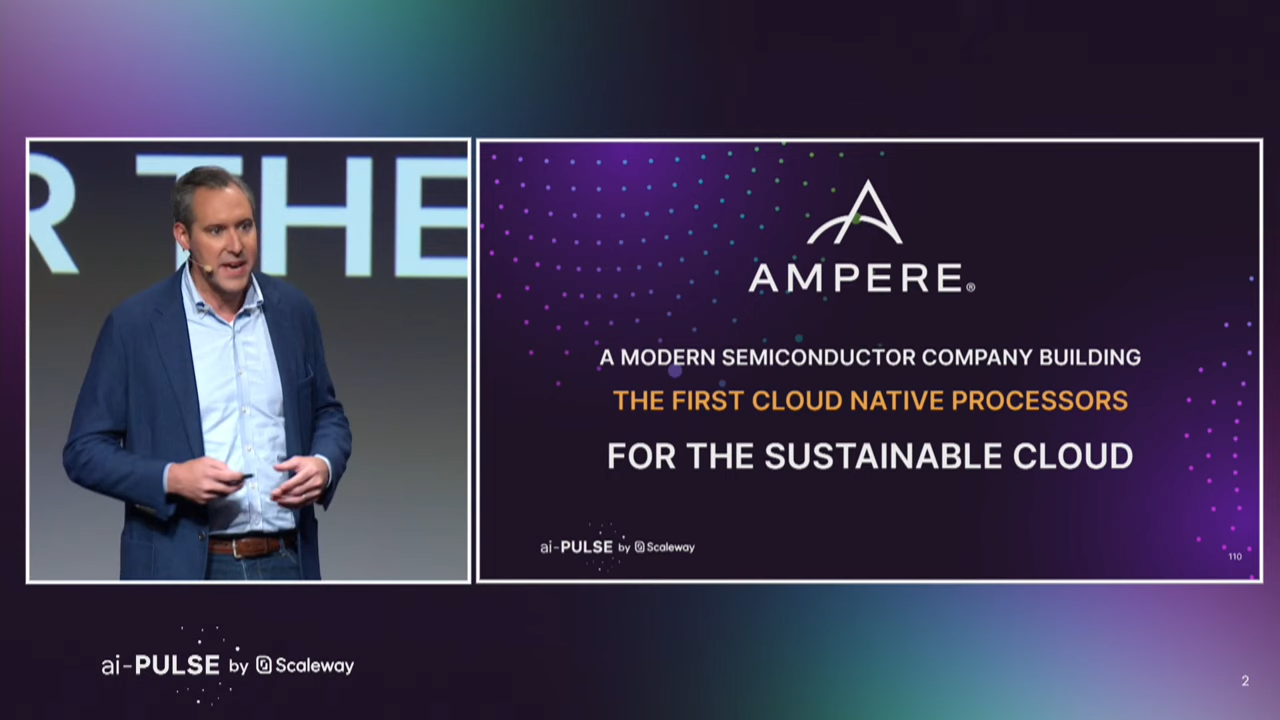 R THE
AMPERE®
A MODERN SEMICONDUCTOR COMPANY BUILDING
THE FIRST CLOUD NATIVE PROCESSORS
FOR THE SUSTAINABLE CLOUD
ai-PULSE by Scaleway
110
ai-PULSE by Scaleway
2